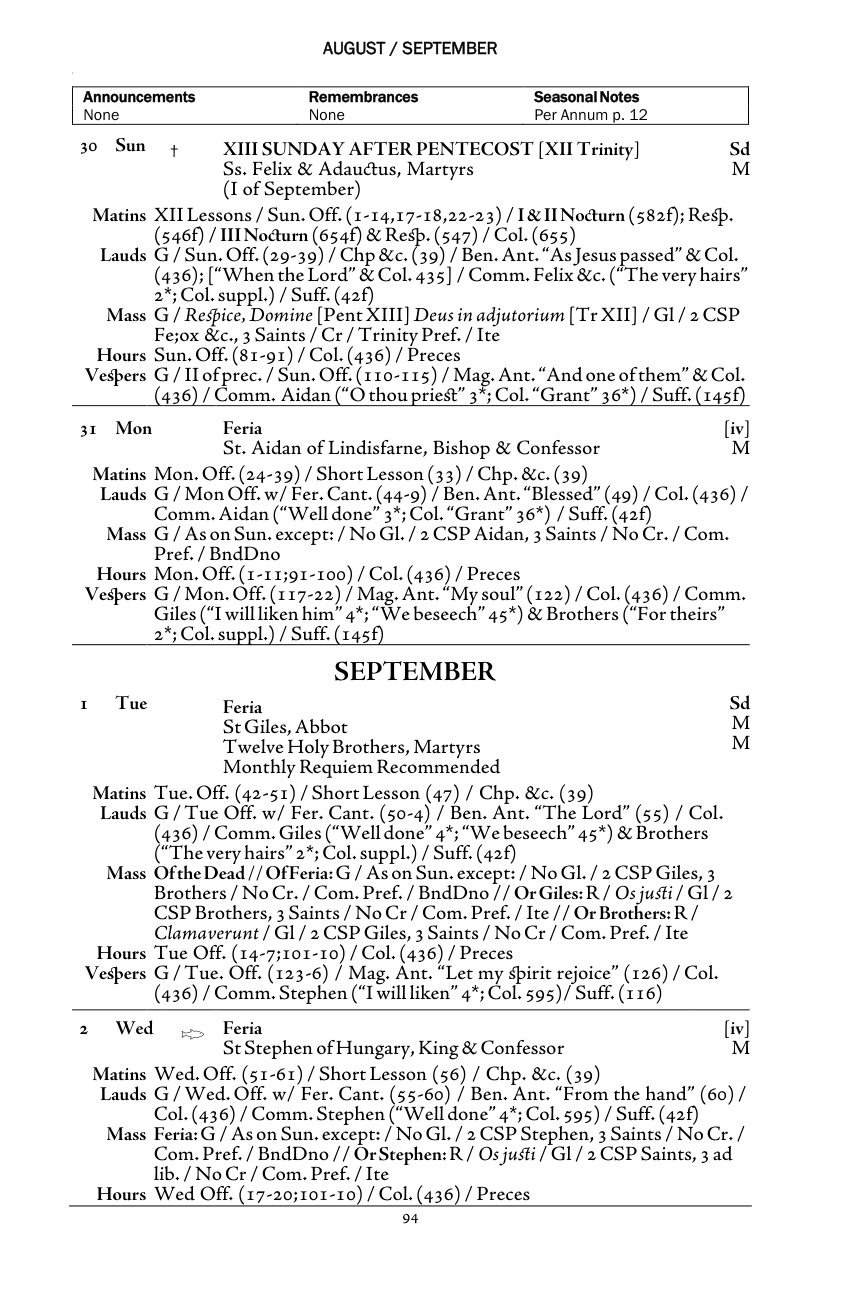 AUGUST / SEPTEMBER
Announcements Remembrances Seasonal Notes
None None Per Annum p. 12
30 Sun † XIII SUNDAY AFTER PENTECOST [XII Trinity] Sd
Ss. Felix & Adauctus, Martyrs M
(I of September)
Matins XII Lessons / Sun. Off. (1-14,17-18,22-23) / I & II Nocturn (582f); Resp.
(546f) / III Nocturn (654f) & Resp. (547) / Col. (655)
Lauds G / Sun. Off. (29-39) / Chp &c. (39) / Ben. Ant. “As Jesus passed” & Col.
(436); [“When the Lord” & Col. 435] / Comm. Felix &c. (“The very hairs”
2*; Col. suppl.) / Suff. (42f)
Mass G / Respice, Domine [Pent XIII] Deus in adjutorium [Tr XII] / Gl / 2 CSP
Fe;ox &c., 3 Saints / Cr / Trinity Pref. / Ite
Hours Sun. Off. (81-91) / Col. (436) / Preces
Vespers G / II of prec. / Sun. Off. (110-115) / Mag. Ant. “And one of them” & Col.
(436) / Comm. Aidan (“O thou priest” 3*; Col. “Grant” 36*) / Suff. (145f)
31 Mon Feria [iv]
St. Aidan of Lindisfarne, Bishop & Confessor M
Matins Mon. Off. (24-39) / Short Lesson (33) / Chp. &c. (39)
Lauds G / Mon Off. w/ Fer. Cant. (44-9) / Ben. Ant. “Blessed” (49) / Col. (436) /
Comm. Aidan (“Well done” 3*; Col. “Grant” 36*) / Suff. (42f)
Mass G / As on Sun. except: / No Gl. / 2 CSP Aidan, 3 Saints / No Cr. / Com.
Pref. / BndDno
Hours Mon. Off. (1-11;91-100) / Col. (436) / Preces
Vespers G / Mon. Off. (117-22) / Mag. Ant. “My soul” (122) / Col. (436) / Comm.
Giles (“I will liken him” 4*; “We beseech” 45*) & Brothers (“For theirs”
2*; Col. suppl.) / Suff. (145f)
SEPTEMBER
1 Tue Feria Sd
St Giles, Abbot M
Twelve Holy Brothers, Martyrs M
Monthly Requiem Recommended
Matins Tue. Off. (42-51) / Short Lesson (47) / Chp. &c. (39)
Lauds G / Tue Off. w/ Fer. Cant. (50-4) / Ben. Ant. “The Lord” (55) / Col.
(436) / Comm. Giles (“Well done” 4*; “We beseech” 45*) & Brothers
(“The very hairs” 2*; Col. suppl.) / Suff. (42f)
Mass Of the Dead // Of Feria: G / As on Sun. except: / No Gl. / 2 CSP Giles, 3
Brothers / No Cr. / Com. Pref. / BndDno // Or Giles: R / Os justi / Gl / 2
CSP Brothers, 3 Saints / No Cr / Com. Pref. / Ite // Or Brothers: R /
Clamaverunt / Gl / 2 CSP Giles, 3 Saints / No Cr / Com. Pref. / Ite
Hours Tue Off. (14-7;101-10) / Col. (436) / Preces
Vespers G / Tue. Off. (123-6) / Mag. Ant. “Let my spirit rejoice” (126) / Col.
(436) / Comm. Stephen (“I will liken” 4*; Col. 595)/ Suff. (116)
2 Wed Feria [iv]
St Stephen of Hungary, King & Confessor M
Matins Wed. Off. (51-61) / Short Lesson (56) / Chp. &c. (39)
Lauds G / Wed. Off. w/ Fer. Cant. (55-60) / Ben. Ant. “From the hand” (60) /
Col. (436) / Comm. Stephen (“Well done” 4*; Col. 595) / Suff. (42f)
Mass Feria: G / As on Sun. except: / No Gl. / 2 CSP Stephen, 3 Saints / No Cr. /
Com. Pref. / BndDno // Or Stephen: R / Os justi / Gl / 2 CSP Saints, 3 ad
lib. / No Cr / Com. Pref. / Ite
Hours Wed Off. (17-20;101-10) / Col. (436) / Preces
94